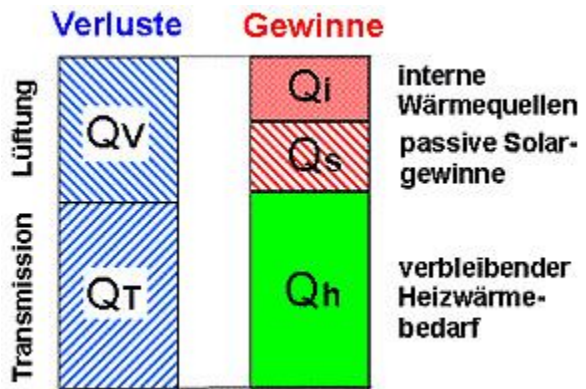 Verluste
Gewinne
Lüftung
Transmission
QV
QT
Qi
Qs
Qh
interne
Wärmequellen
passive Solar-
gewinne
verbleibender
Heizwärme-
bedarf